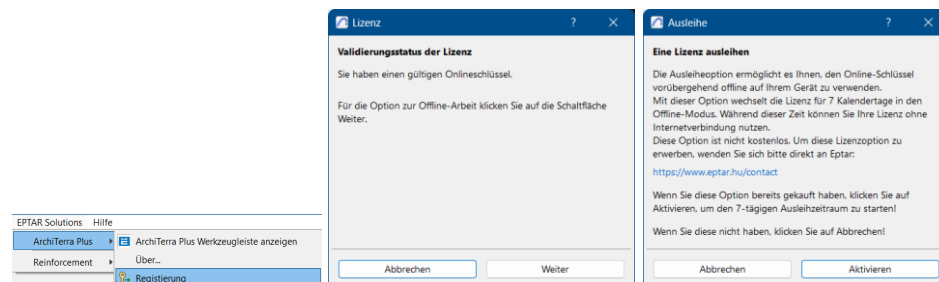 EPTAR Solutions Hilfe
ArchiTerra Plus
Reinforcement
ArchiTerra Plus Werkzeugleiste anzeigen
Über...
Registierung
Lizenz ?
Validierungsstatus der Lizenz
Sie haben einen gültigen Onlineschlüssel.
Für die Option zur Offline-Arbeit klicken Sie auf die Schaltfläche
Weiter.
Abbrechen Weiter
Ausleihe ?
Eine Lizenz ausleihen
Die Ausleiheoption ermöglicht es Ihnen, den Online-Schlüssel
vorübergehend offline auf Ihrem Gerät zu verwenden.
Mit dieser Option wechselt die Lizenz für 7 Kalendertage in den
Offline-Modus. Während dieser Zeit können Sie Ihre Lizenz ohne
Internetverbindung nutzen.
Diese Option ist nicht kostenlos. Um diese Lizenzoption zu
erwerben, wenden Sie sich bitte direkt an Eptar:
https://www.eptar.hu/contact
Wenn Sie diese Option bereits gekauft haben, klicken Sie auf
Aktivieren, um den 7-tägigen Ausleihzeitraum zu starten!
Wenn Sie diese nicht haben, klicken Sie auf Abbrechen!
Abbrechen Aktivieren